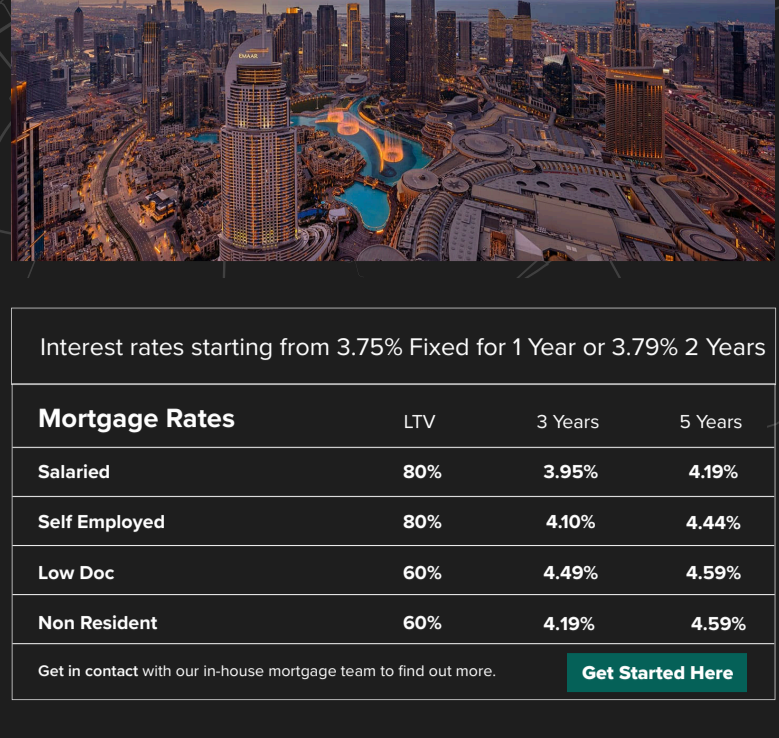 EMAAR
Interest rates starting from 3.75% Fixed for 1 Year or 3.79% 2 Years
Mortgage Rates LTV 3 Years 5 Years
Salaried 80% 3.95% 4.19%
Self Employed 80% 4.10% 4.44%
Low Doc 60% 4.49% 4.59%
Non Resident 60% 4.19% 4.59%
Get in contact with our in-house mortgage team to find out more. Get Started Here